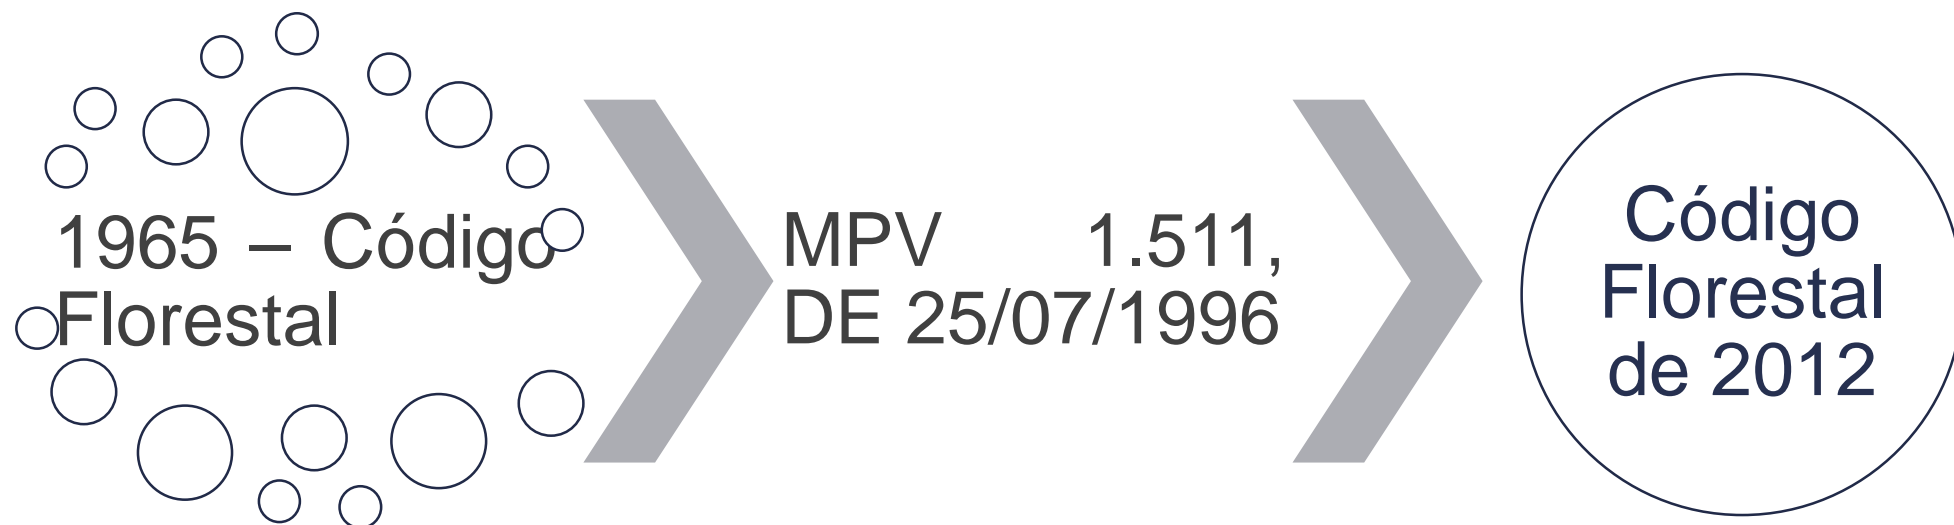 1965 – Código
Florestal
MPV 1.511,
DE 25/07/1996
Código
Florestal
de 2012